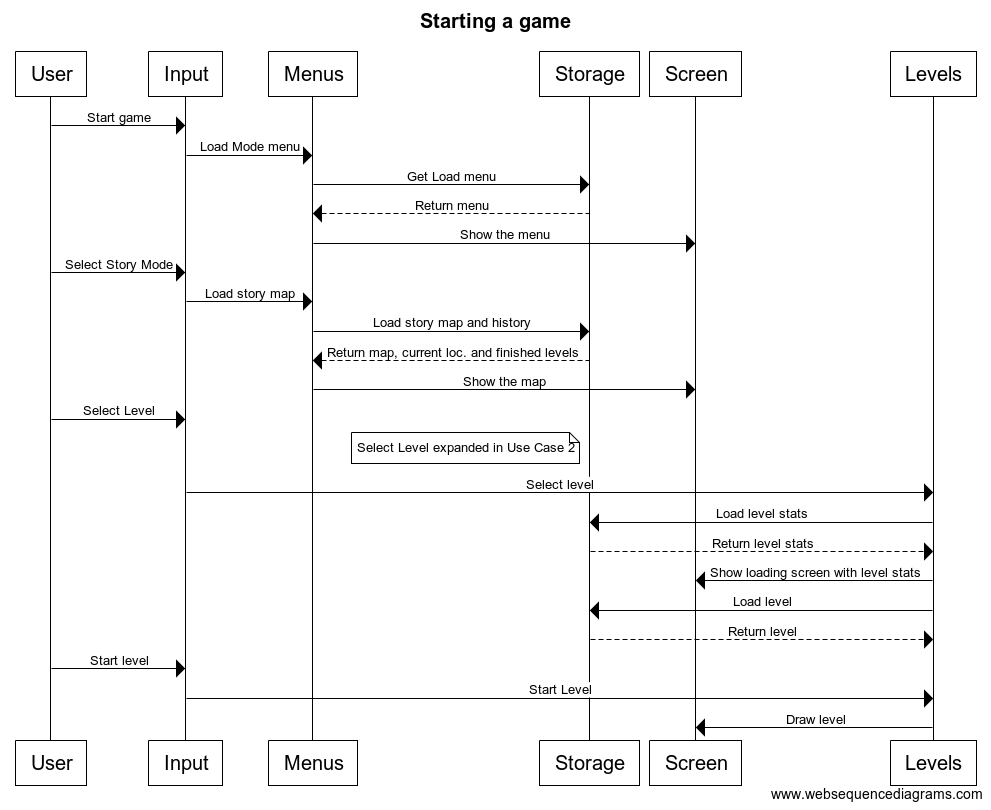 Starting a game
User Input Menus Storage Screen Levels
Start game
Load Mode menu
Get Load menu
Return menu
Show the menu
Select Story Mode
Load story map
Load story map and history
Return map, current loc. and finished levels
Show the map
Select Level
Select Level expanded in Use Case 2
Select level
Load level stats
Return level stats
Show loading screen with level stats
Load level
Return level
Start level
Start Level
Draw level
User Input Menus Storage Screen Levels
www.websequencediagrams.com